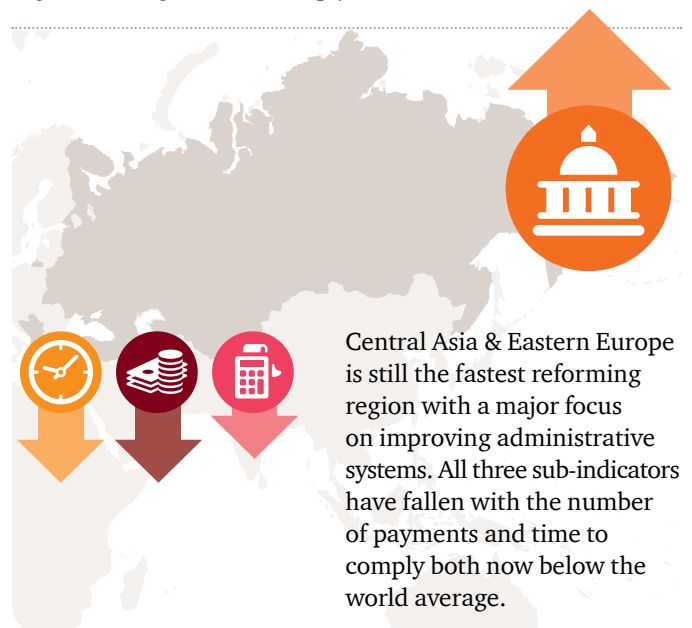 Central Asia & Eastern Europe
is still the fastest reforming
region with a major focus
on improving administrative
systems. All three sub-indicators
have fallen with the number
of payments and time to
comply both now below the
world average.